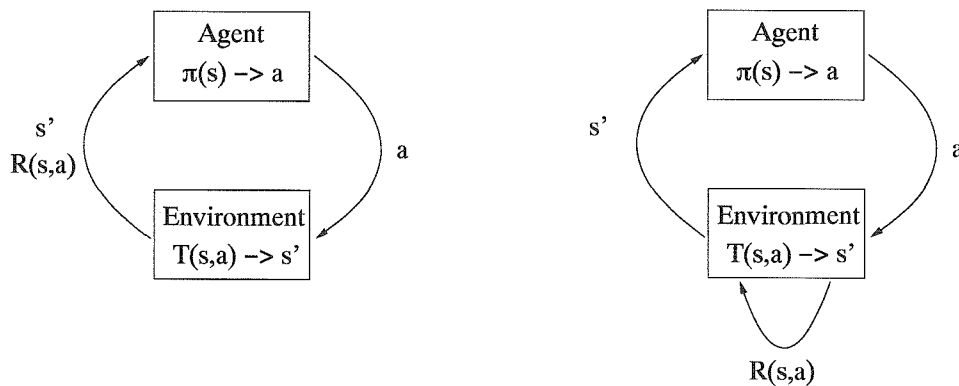 Agent
π(s) –> a
s’
R(s,a)
a
Environment
T(s,a) –> s’
Agent
π(s) –> a
s’
a
Environment
T(s,a) –> s’
R(s,a)